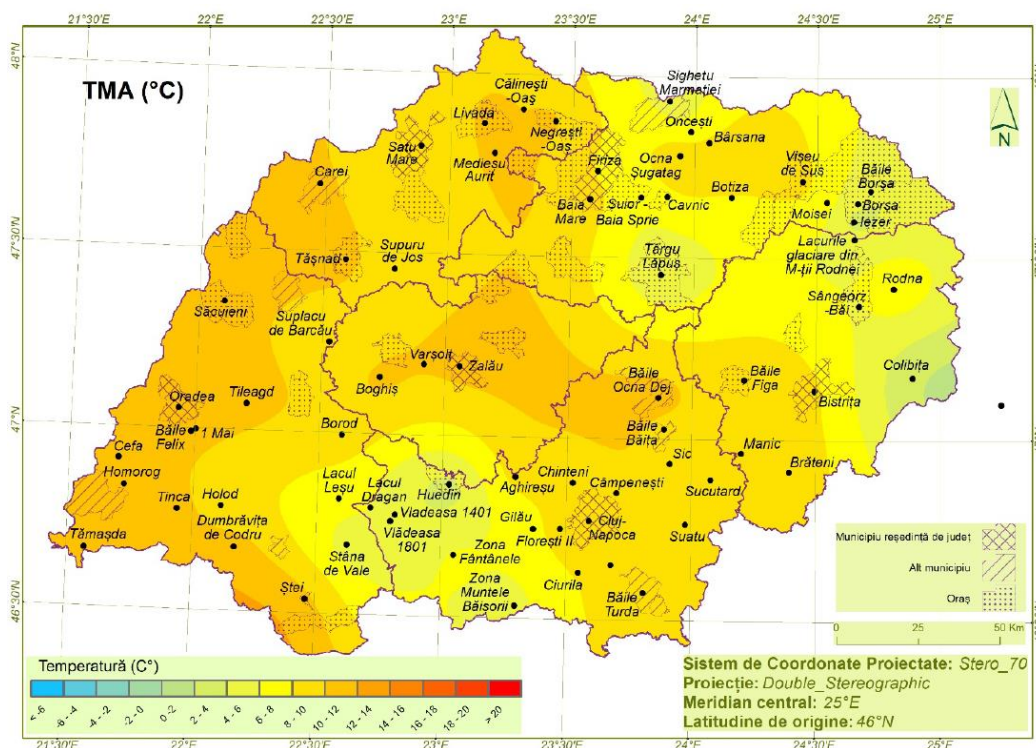 21°30'E 22°E 22°30'E 23°E 23°30'E 24°E 24°30'E 25°E
48°N
TMA (°C)
Sighetu
Marmației
Călinești
-Oaș
Livada
Negrești
-Oaș
Oncești
Bârsana
Satu
Mare
Medieșu
Aurit
Firiza
Ocna
Șugatag
Vișeu
de Sus
Băile
Borșa
Carei
Baia
Mare
Șuior -
Baia Sprie
Cavnic
Botiza
Moisei
Borșa
Iezer
47°30'N
Tășnad
Supuru
de Jos
Târgu
Lăpuș
Lacurile
glaciare din
M-ții Rodnei
Rodna
Săcuieni
Suplacu
de Barcău
Sângeorz
-Băi
Varșolț
Zalău
Boghiș
Băile
Ocna Dej
Băile
Figa
Colibița
Bistrița
Tileagd
Oradea
47°N
Băile
Felix
1 Mai
Borod
Băile
Băița
Cefa
Homorog
Sic
Manic
Brăteni
Lacul
Leșu
Lacul
Drăgan
Huedin
Aghireșu
Chinteni
Câmpenești
Sucutard
Tinca
Holod
Vlădeasa 1401
Vlădeasa
1801
Gilău
Florești II
Cluj-
Napoca
Suatu
Tămașda
Dumbrăvița
de Codru
Stâna
de Vale
Zona
Fântânele
Ștei
Zona
Muntele
Băișorii
Ciurila
Băile
Turda
46°30'N
Municipiu reședință de județ
Alt municipiu
Oraș
0 25 50 Km
N
Temperatură (C°)
< -6 -6 - -4 -4 - -2 -2 - 0 0 -2 2 -4 4 - 6 6 - 8 8 - 10 10 - 12 12 - 14 14 - 16 16 - 18 18 - 20 > 20
Sistem de Coordonate Proiectate: Stero_70
Proiecție: Double_Stereographic
Meridian central: 25°E
Latitudine de origine: 46°N
21°30'E 22°E 22°30'E 23°E 23°30'E 24°E 24°30'E 25°E